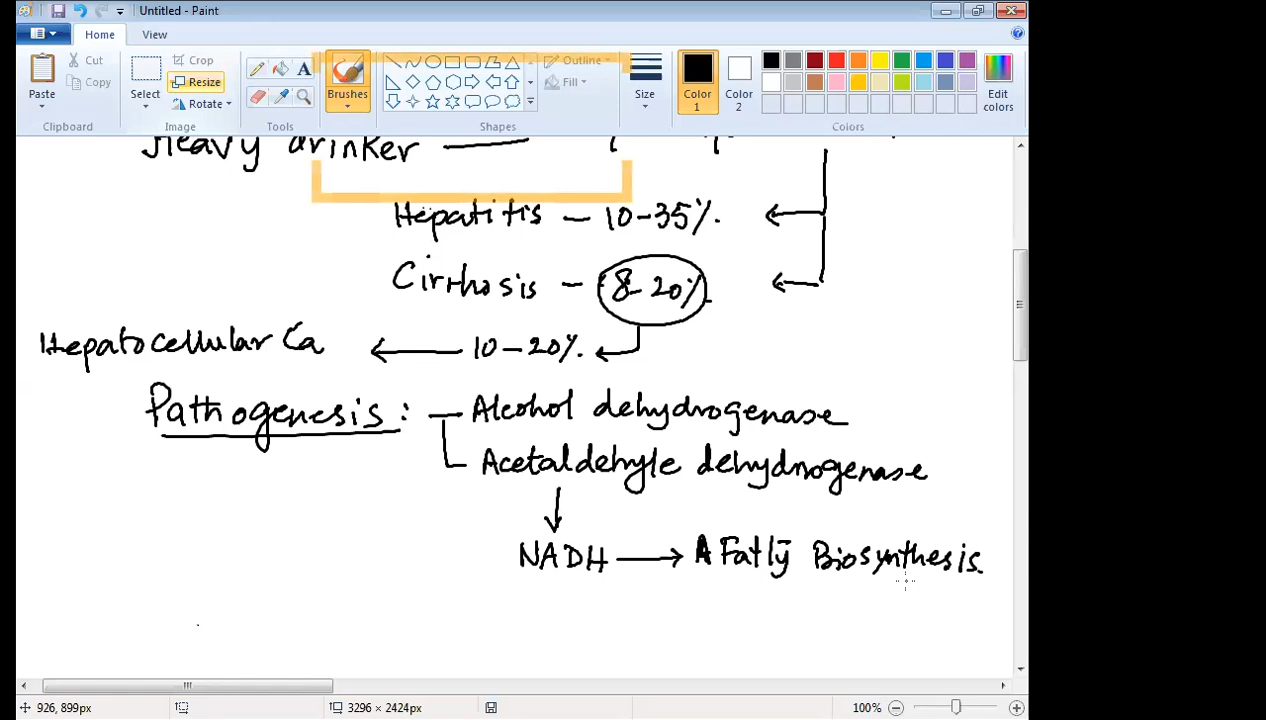 Untitled - Paint
Home View
Paste
Cut
Copy
Clipboard
Select
Crop
Resize
Rotate
Image
A
Tools
Brushes
Outline
Fill
Shapes
Size
Color 1
Color 2
Edit colors
Colors
Heavy drinker
Hepatitis - 10-35%.
Cirrhosis - 8-20%
Hepatocellular Ca 10-20%.
Pathogenesis : Alcohol dehydrogenase
Acetaldehyle dehydrogenase
NADH Fatty Biosynthesis.
926, 899px 3296 × 2424px 100%